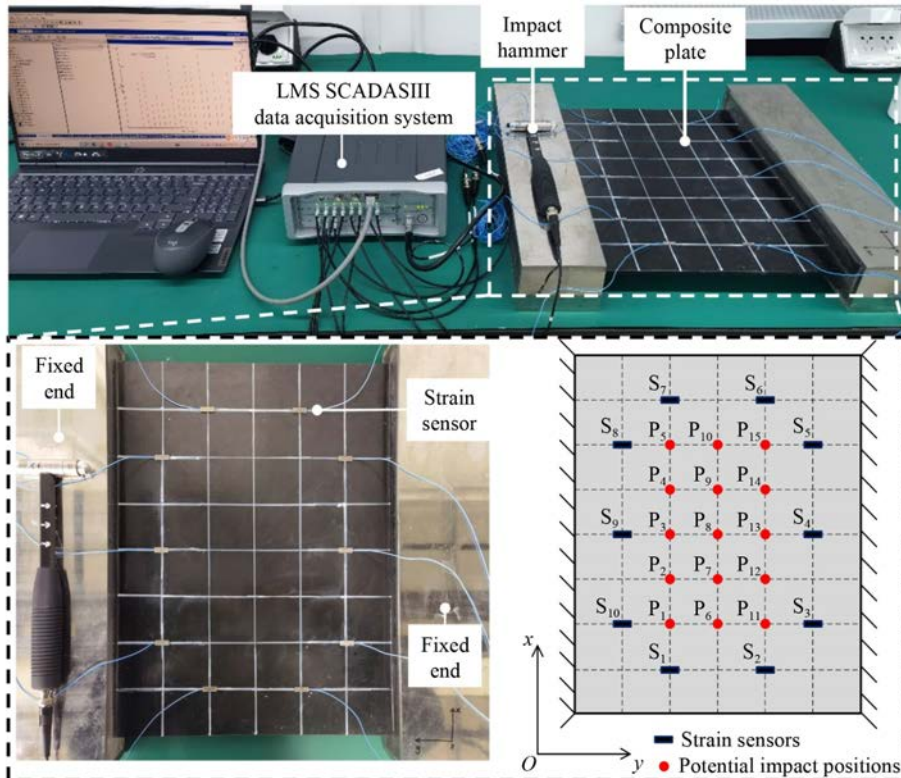 Impact
hammer
Composite
plate
LMS SCADASIII
data acquisition system
Fixed
end
Strain
sensor
Fixed
end
S7
S6
S8
P5
P10
P15
S5
P4
P9
P14
S9
P3
P8
P13
S4
P2
P7
P12
S10
P1
P6
P11
S3
S1
S2
x
O
y
Strain sensors
Potential impact positions